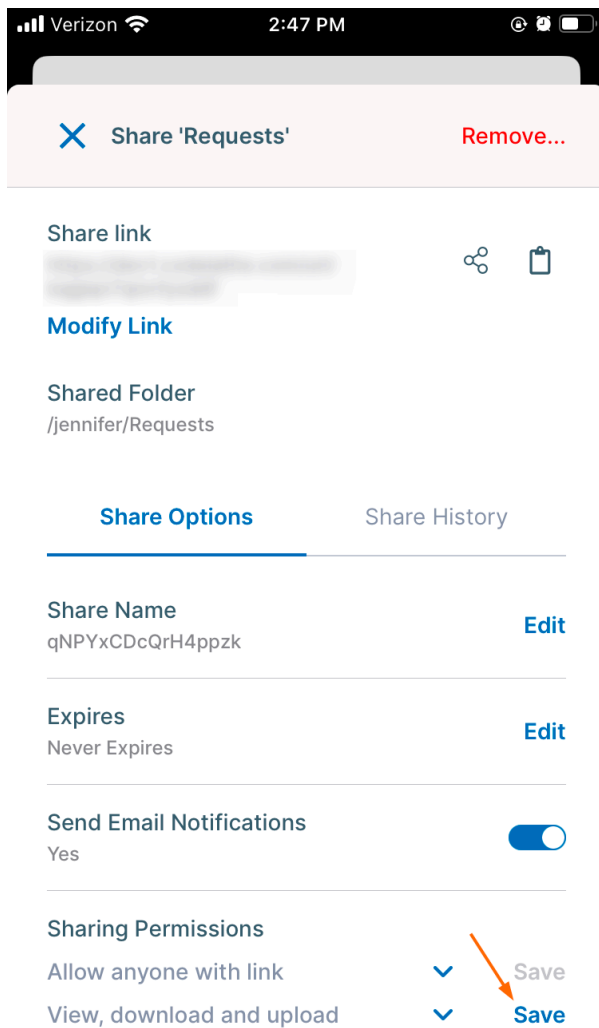 Verizon 2:47 PM
Share 'Requests' Remove...
Share link
Modify Link
Shared Folder
/jennifer/Requests
Share Options Share History
Share Name
qNPYxCDcQrH4ppzk
Edit
Expires
Never Expires
Edit
Send Email Notifications
Yes
Sharing Permissions
Allow anyone with link Save
View, download and upload Save